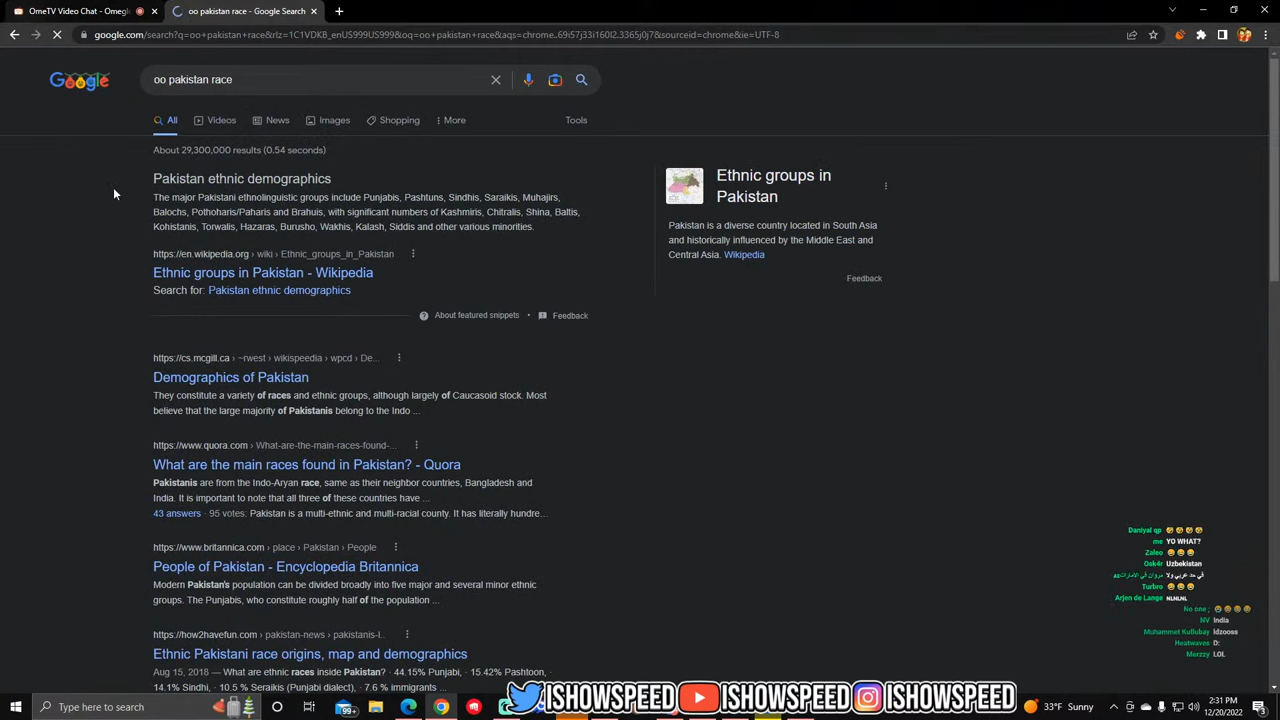 OmeTV Video Chat - Omegl
oo pakistan race - Google Search
google.com/search?q=oo+pakistan+race&rlz=1C1VDKB_enUS999US999&oq=oo+pakistan+race&aqs=chrome..69i57j33i160l2.3365j0j7&sourceid=chrome&ie=UTF-8
Google
oo pakistan race
All
Videos
News
Images
Shopping
More
Tools
About 29,300,000 results (0.54 seconds)
Pakistan ethnic demographics
The major Pakistani ethnolinguistic groups include Punjabis, Pashtuns, Sindhis, Saraikis, Muhajirs,
Balochs, Pothoharis/Paharis and Brahuis, with significant numbers of Kashmiris, Chitralis, Shina, Baltis,
Kohistanis, Torwalis, Hazaras, Burusho, Wakhis, Kalash, Siddis and other various minorities.
https://en.wikipedia.org › wiki › Ethnic_groups_in_Pakistan
Ethnic groups in Pakistan - Wikipedia
Search for: Pakistan ethnic demographics
About featured snippets • Feedback
Ethnic groups in
Pakistan
Pakistan is a diverse country located in South Asia
and historically influenced by the Middle East and
Central Asia. Wikipedia
Feedback
https://cs.mcgill.ca › ~rwest › wikispeedia › wpcd › De...
Demographics of Pakistan
They constitute a variety of races and ethnic groups, although largely of Caucasoid stock. Most
believe that the large majority of Pakistanis belong to the Indo ...
https://www.quora.com › What-are-the-main-races-found-...
What are the main races found in Pakistan? - Quora
Pakistanis are from the Indo-Aryan race, same as their neighbor countries, Bangladesh and
India. It is important to note that all three of these countries have ...
43 answers · 95 votes: Pakistan is a multi-ethnic and multi-racial county. It has literally hundre...
https://www.britannica.com › place › Pakistan › People
People of Pakistan - Encyclopedia Britannica
Modern Pakistan's population can be divided broadly into five major and several minor ethnic
groups. The Punjabis, who constitute roughly half of the population ...
https://how2havefun.com › pakistan-news › pakistanis-l...
Ethnic Pakistani race origins, map and demographics
Aug 15, 2018 — What are ethnic races inside Pakistan? · 44.15% Punjabi, · 15.42% Pashtoon, ·
14.1% Sindhi, · 10.5 % Seraikis (Punjabi dialect), · 7.6 % immigrants ...
Daniyal qp
me YO WHAT?
Zaleo
Osk4r Uzbekistan
مروان في الامارات في حد عربي ولا
Turbro
Arjen de Lange NLNLNL
No one ;
NV India
Muhammet Kutlubay Idzooss
Heatwaves D:
Merzzy LOL
ISHOWSPEED ISHOWSPEED ISHOWSPEED
Type here to search
99+
33°F Sunny
2:31 PM
12/20/2022